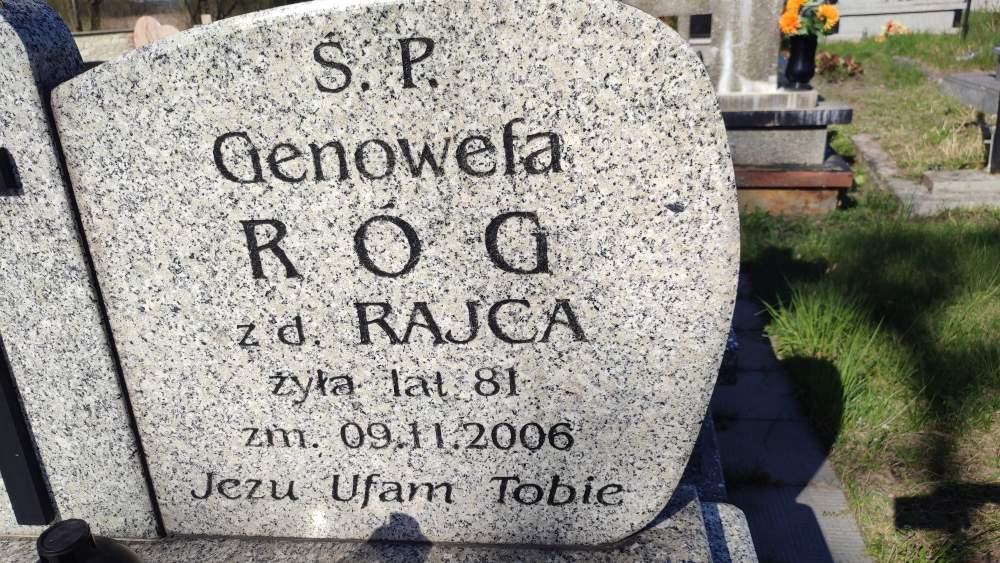 Ś. P.
Genowefa
RÓG
z d. RAJCA
żyła lat 81
zm. 09.11.2006
Jezu Ufam Tobie